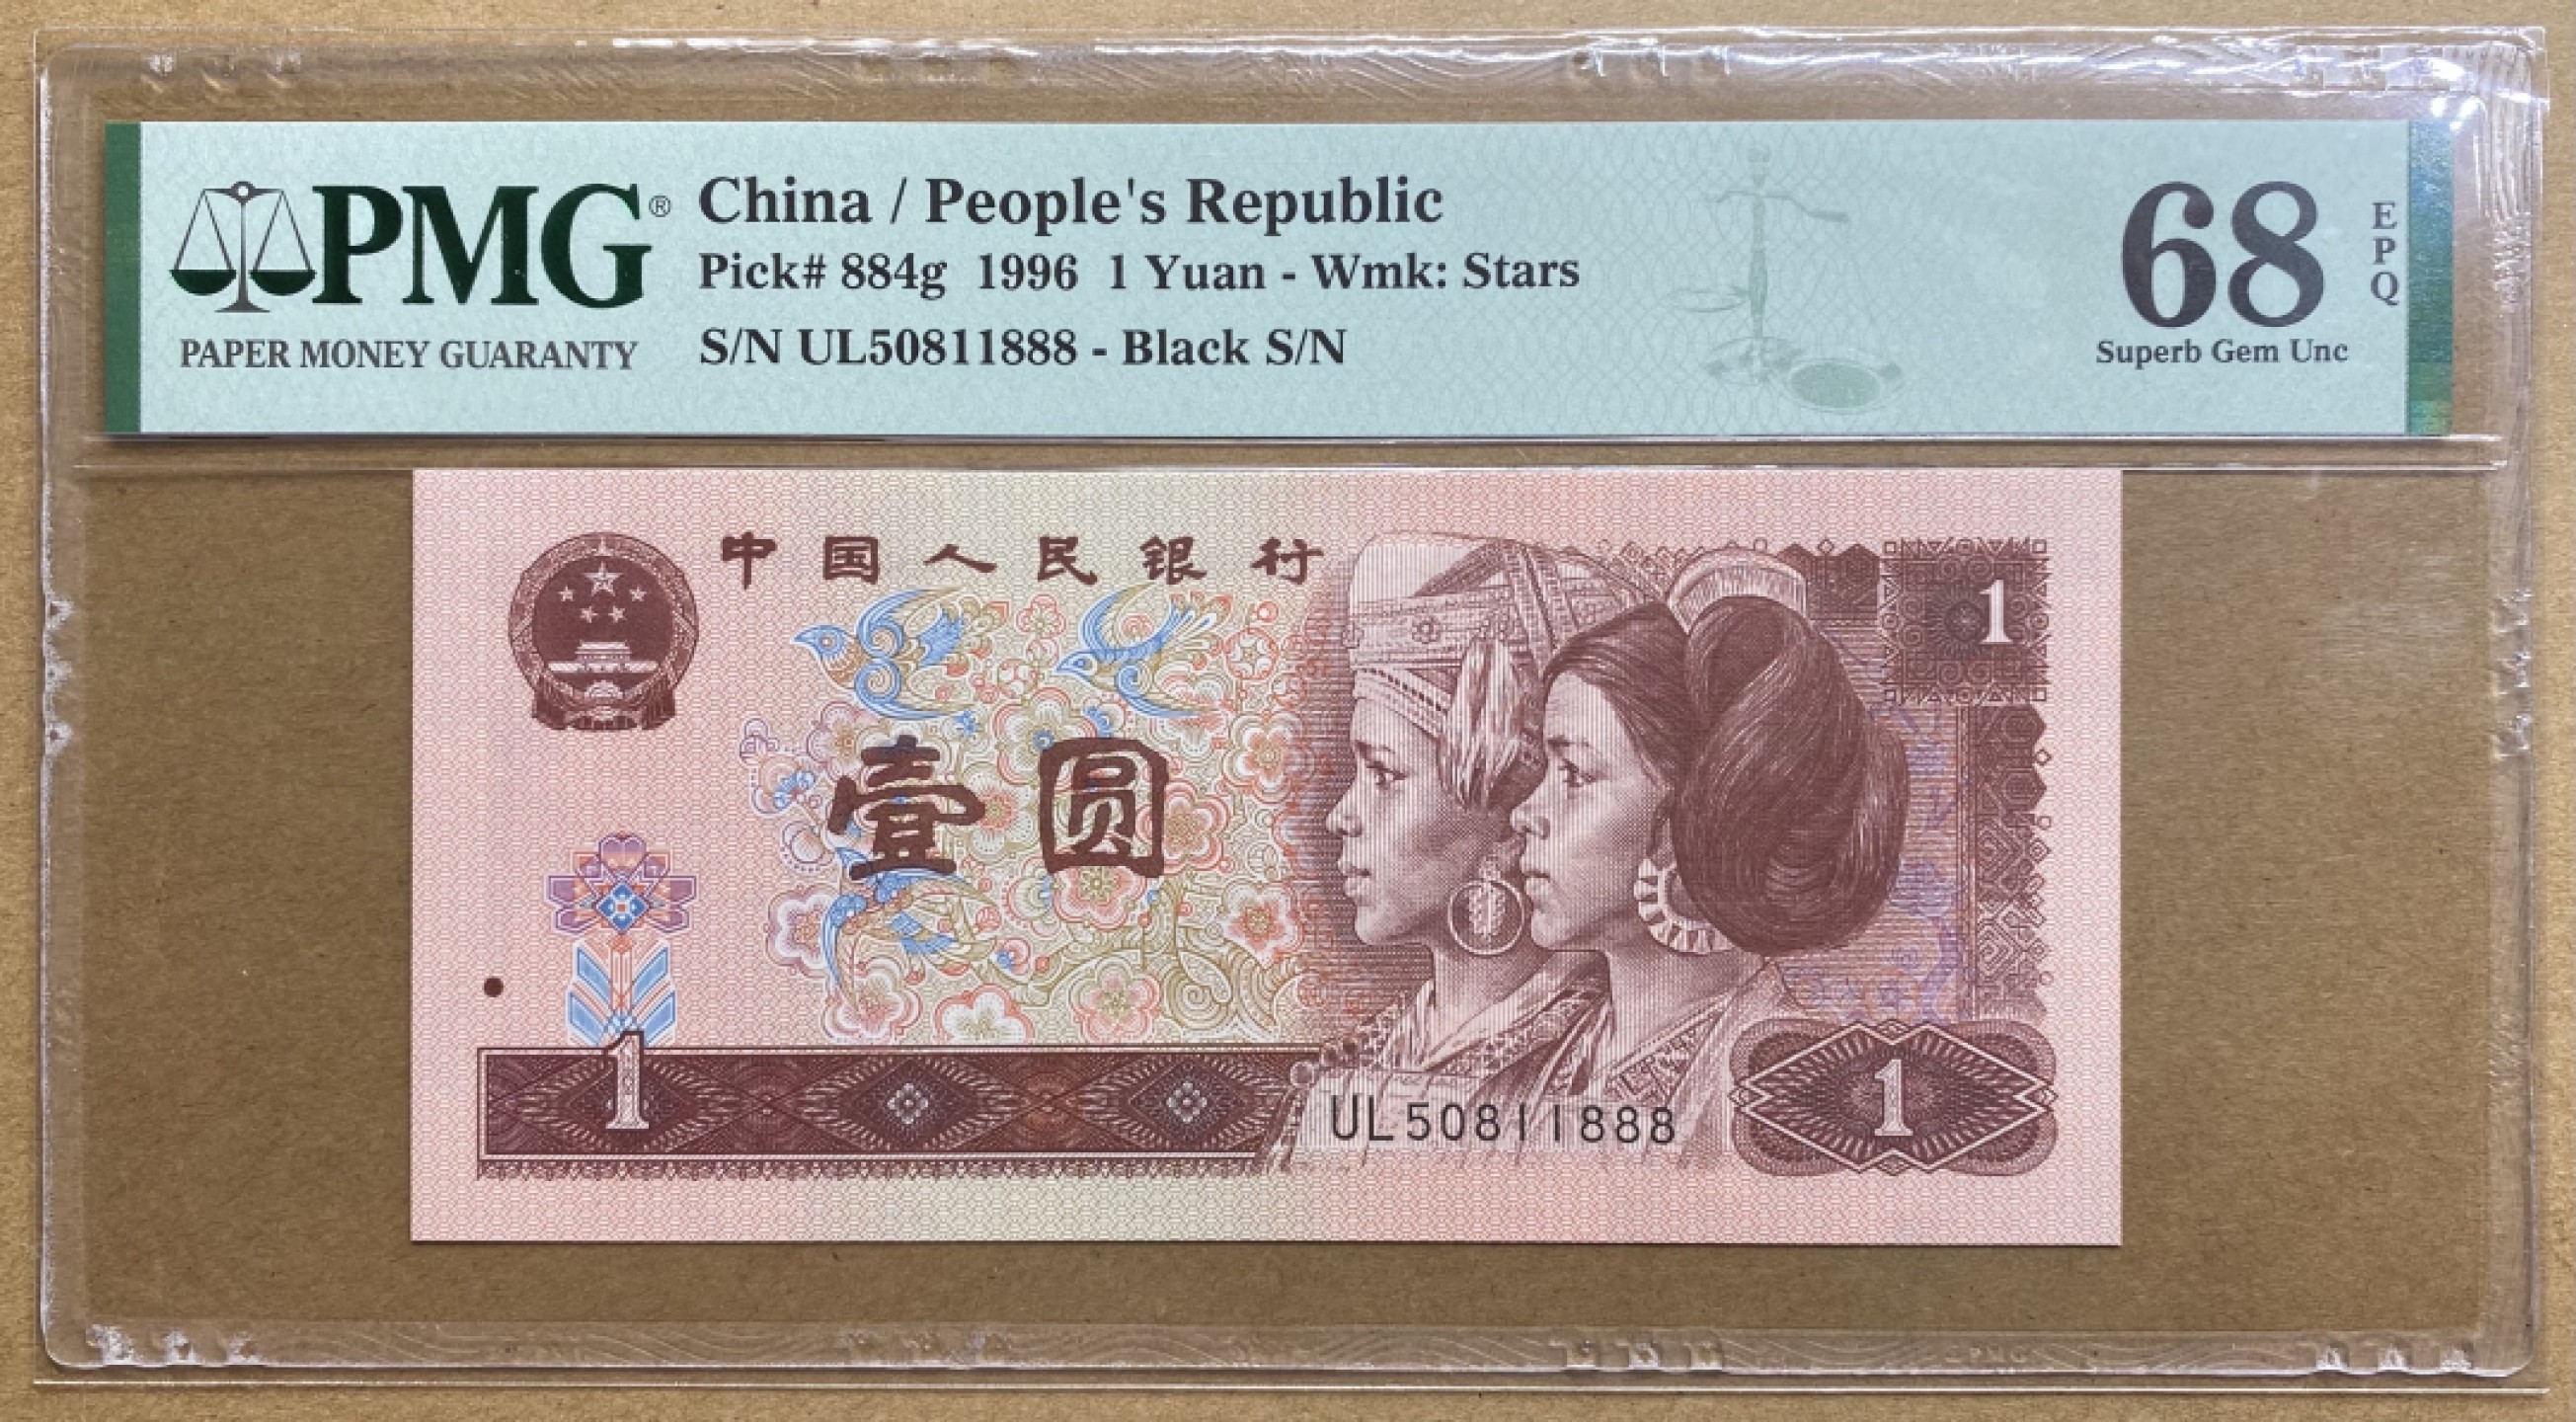 PMG®
PAPER MONEY GUARANTY
China / People's Republic
Pick# 884g 1996 1 Yuan - Wmk: Stars
S/N UL50811888 - Black S/N
68
EPQ
Superb Gem Unc
中国人民银行
1
壹圆
1
UL50811888
1